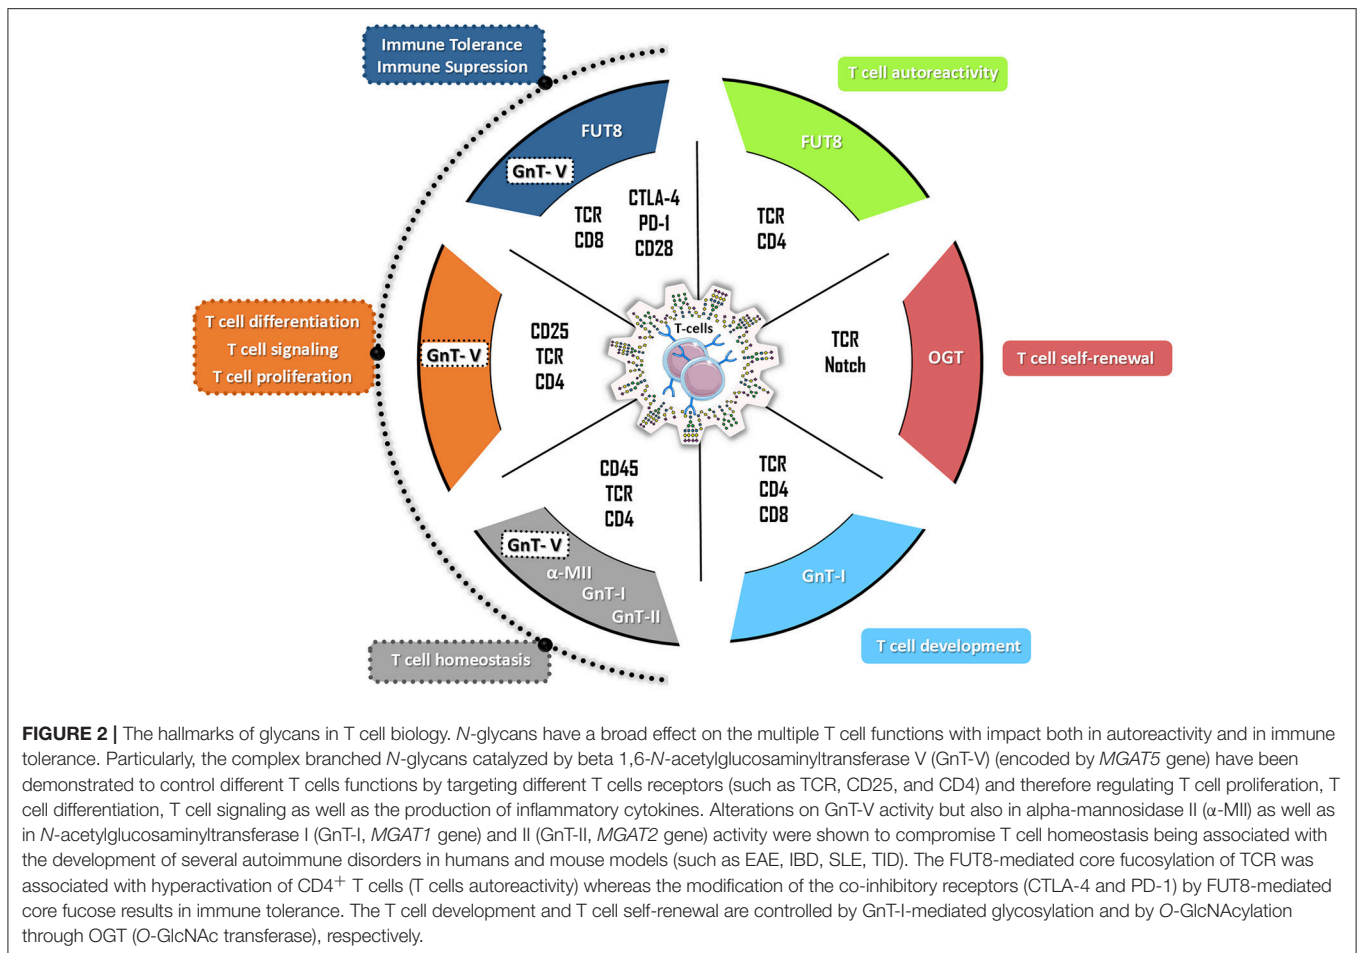 Immune Tolerance
Immune Supression
T cell autoreactivity
FUT8
GnT- V
FUT8
CTLA-4
PD-1
CD28
TCR
CD8
TCR
CD4
T cell differentiation
T cell signaling
T cell proliferation
GnT- V
CD25
TCR
CD4
T-cells
TCR
Notch
OGT
T cell self-renewal
CD45
TCR
CD4
TCR
CD4
CD8
GnT- V
α-MII
GnT-I
GnT-II
GnT-I
T cell homeostasis
T cell development
FIGURE 2 | The hallmarks of glycans in T cell biology. N-glycans have a broad effect on the multiple T cell functions with impact both in autoreactivity and in immune
tolerance. Particularly, the complex branched N-glycans catalyzed by beta 1,6-N-acetylglucosaminyltransferase V (GnT-V) (encoded by MGAT5 gene) have been
demonstrated to control different T cells functions by targeting different T cells receptors (such as TCR, CD25, and CD4) and therefore regulating T cell proliferation, T
cell differentiation, T cell signaling as well as the production of inflammatory cytokines. Alterations on GnT-V activity but also in alpha-mannosidase II (α-MII) as well as
in N-acetylglucosaminyltransferase I (GnT-I, MGAT1 gene) and II (GnT-II, MGAT2 gene) activity were shown to compromise T cell homeostasis being associated with
the development of several autoimmune disorders in humans and mouse models (such as EAE, IBD, SLE, TID). The FUT8-mediated core fucosylation of TCR was
associated with hyperactivation of CD4+ T cells (T cells autoreactivity) whereas the modification of the co-inhibitory receptors (CTLA-4 and PD-1) by FUT8-mediated
core fucose results in immune tolerance. The T cell development and T cell self-renewal are controlled by GnT-I-mediated glycosylation and by O-GlcNAcylation
through OGT (O-GlcNAc transferase), respectively.